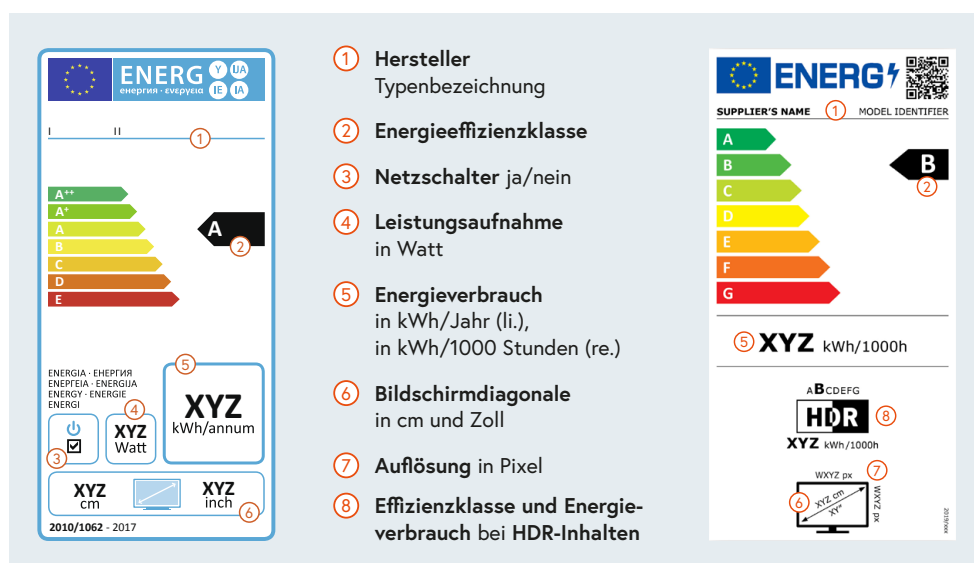 ENERG
енергия · ενεργεια
Y
UA
IE
IA
I
II
1
A++
A+
A
B
C
D
E
A
2
ENERGIA · ЕНЕРГИЯ
ΕΝΕΡΓΕΙΑ · ENERGIJA
ENERGY · ENERGIE
ENERGI
3
4
XYZ
Watt
5
XYZ
kWh/annum
XYZ
cm
XYZ
inch
6
2010/1062 - 2017
1 Hersteller
Typenbezeichnung
2 Energieeffizienzklasse
3 Netzschalter ja/nein
4 Leistungsaufnahme
in Watt
5 Energieverbrauch
in kWh/Jahr (li.),
in kWh/1000 Stunden (re.)
6 Bildschirmdiagonale
in cm und Zoll
7 Auflösung in Pixel
8 Effizienzklasse und Energie-
verbrauch bei HDR-Inhalten
ENERG
SUPPLIER'S NAME 1 MODEL IDENTIFIER
A
B
C
D
E
F
G
B
2
5 XYZ kWh/1000h
ABCDEFG
HDR
8
XYZ kWh/1000h
WXYZ px
7
WXYZ px
6
XYZ cm
XY"
2019/xxx